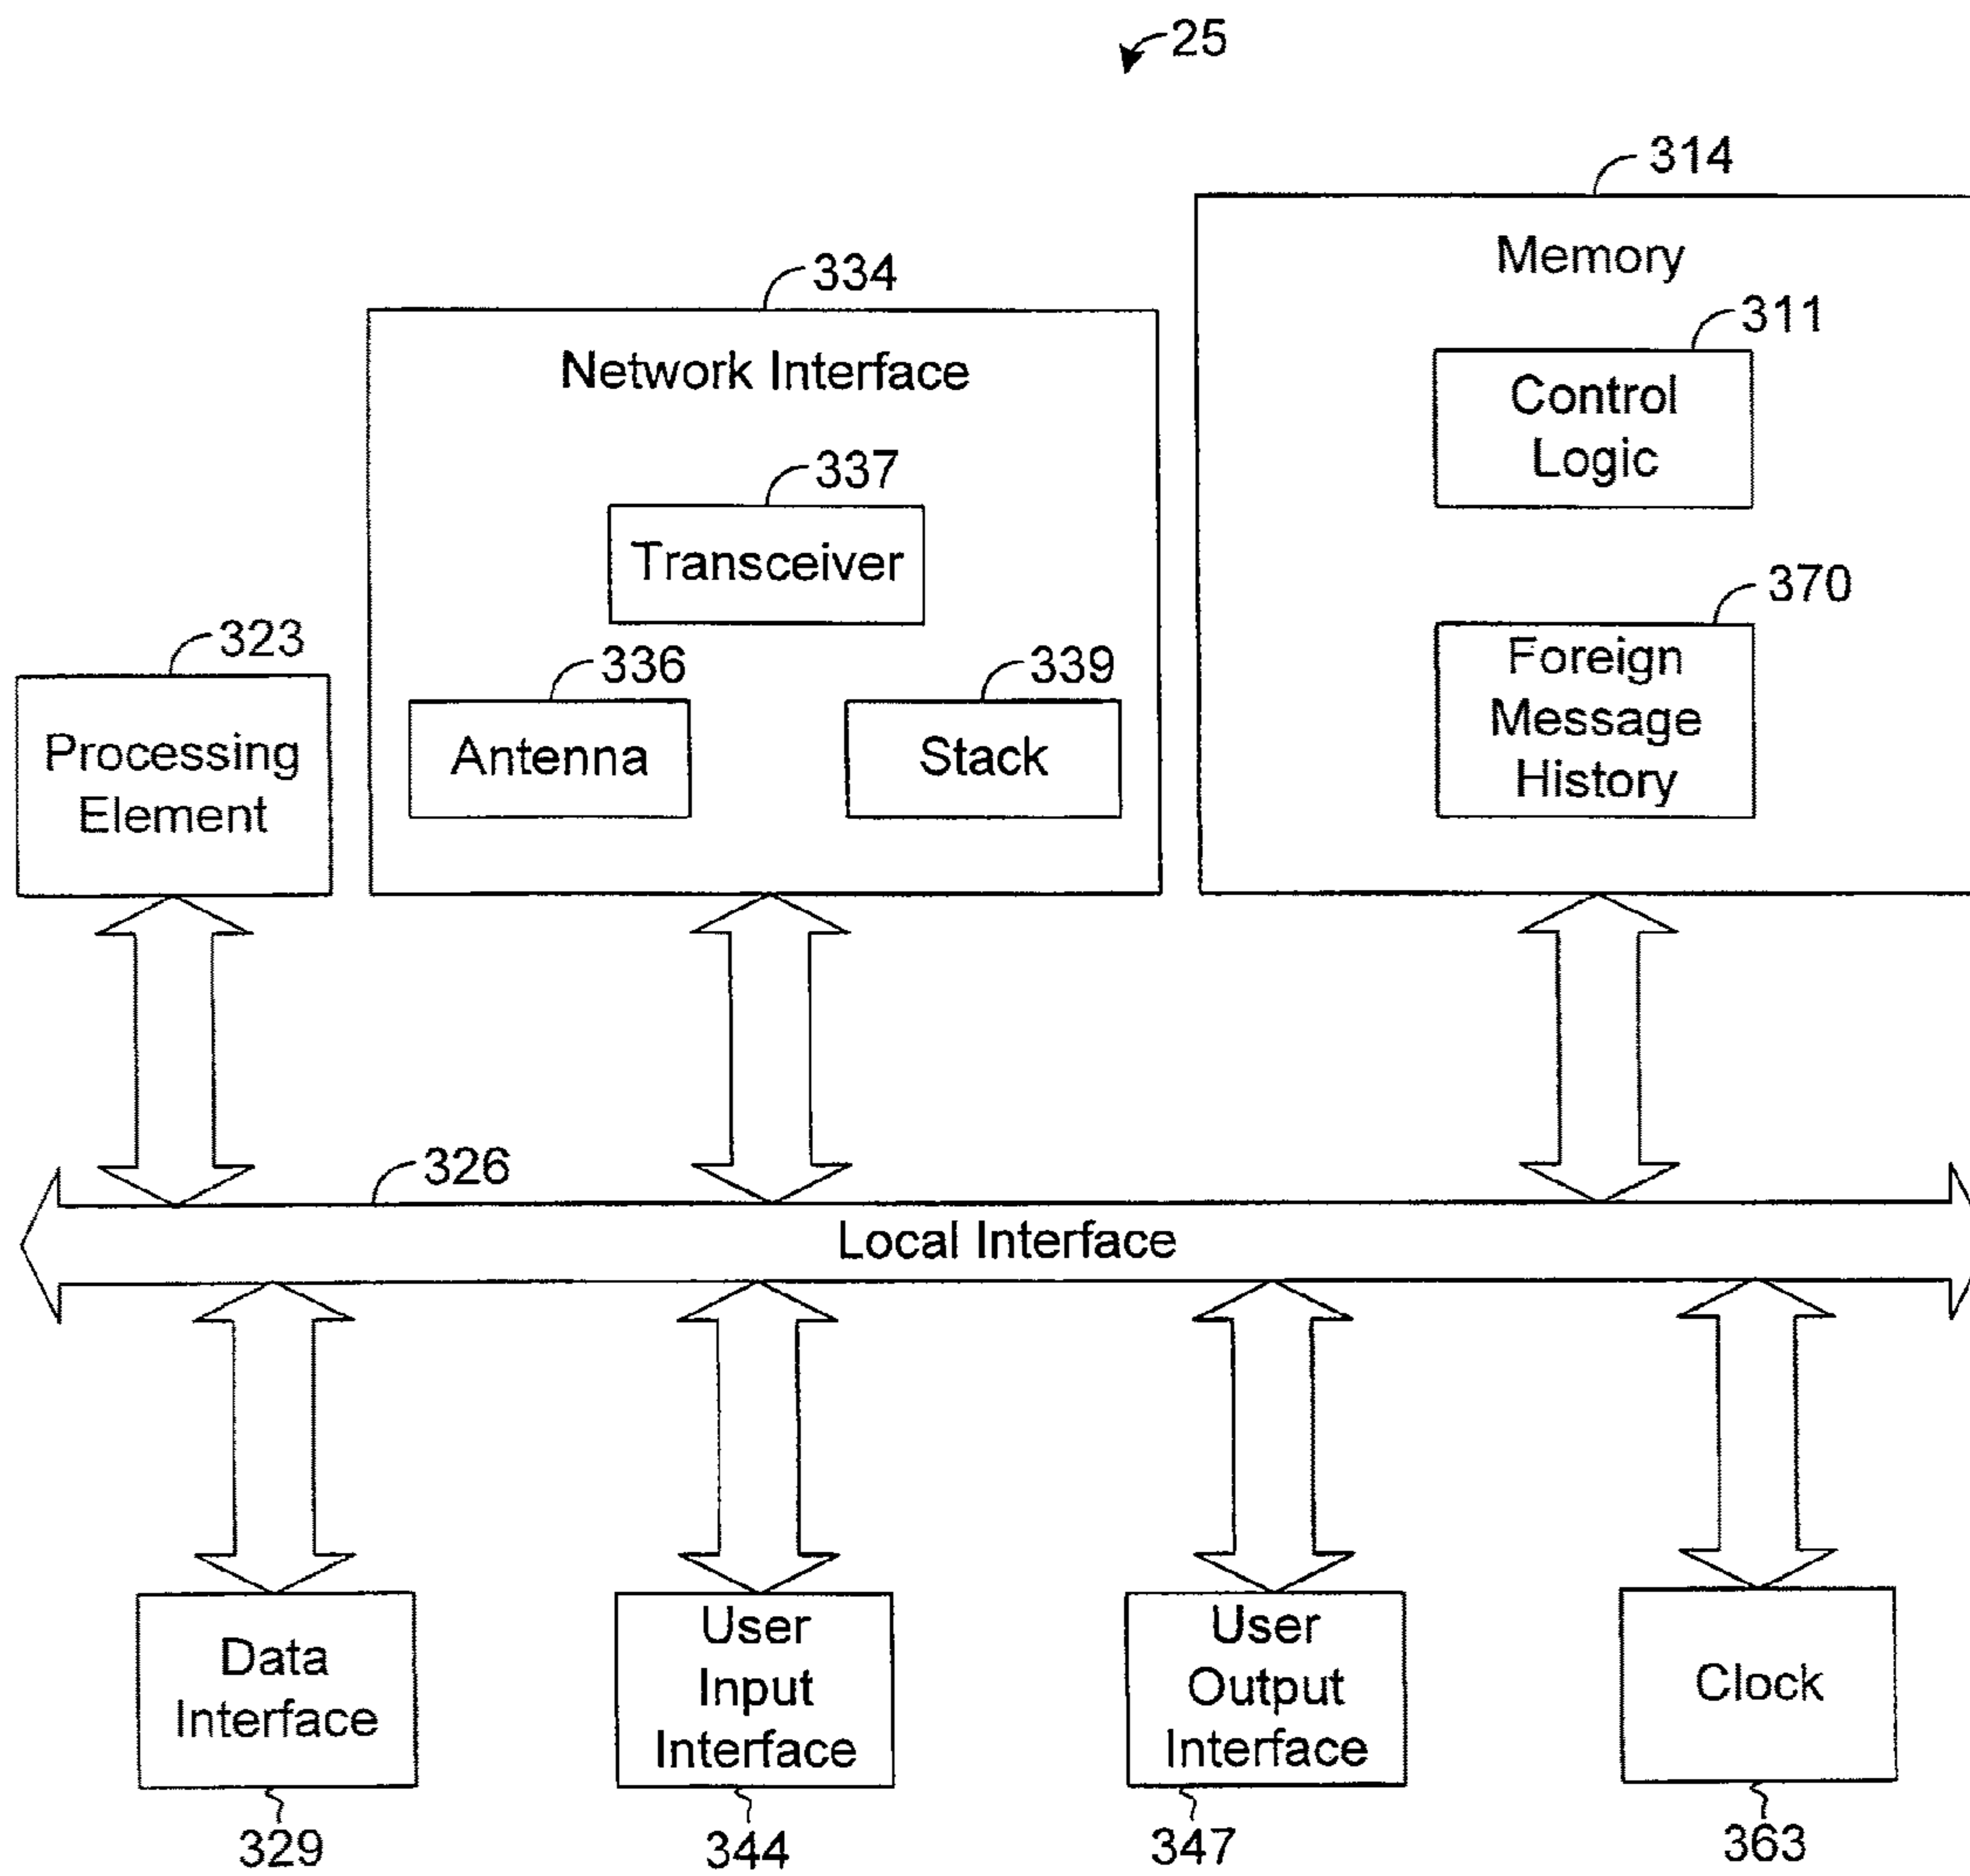 25
314
Memory
334
311
Network Interface
Control
Logic
337
Transceiver
370
Foreign
Message
History
323
336
339
Processing
Element
Antenna
Stack
326
Local Interface
Data
Interface
User
Input
Interface
User
Output
Interface
Clock
329
344
347
363